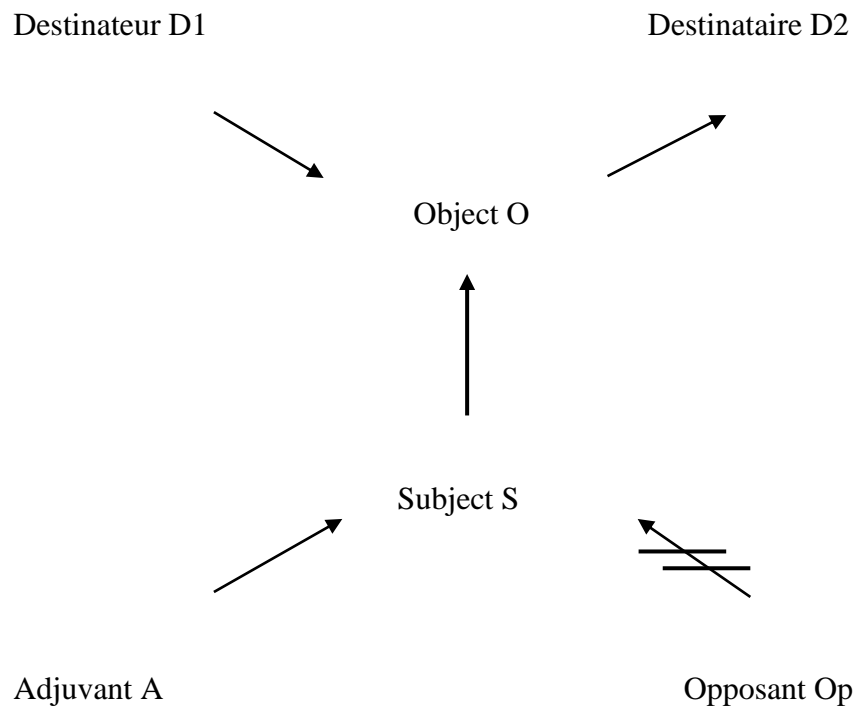 Destinateur D1
Destinataire D2
Object O
Subject S
Adjuvant A
Opposant Op